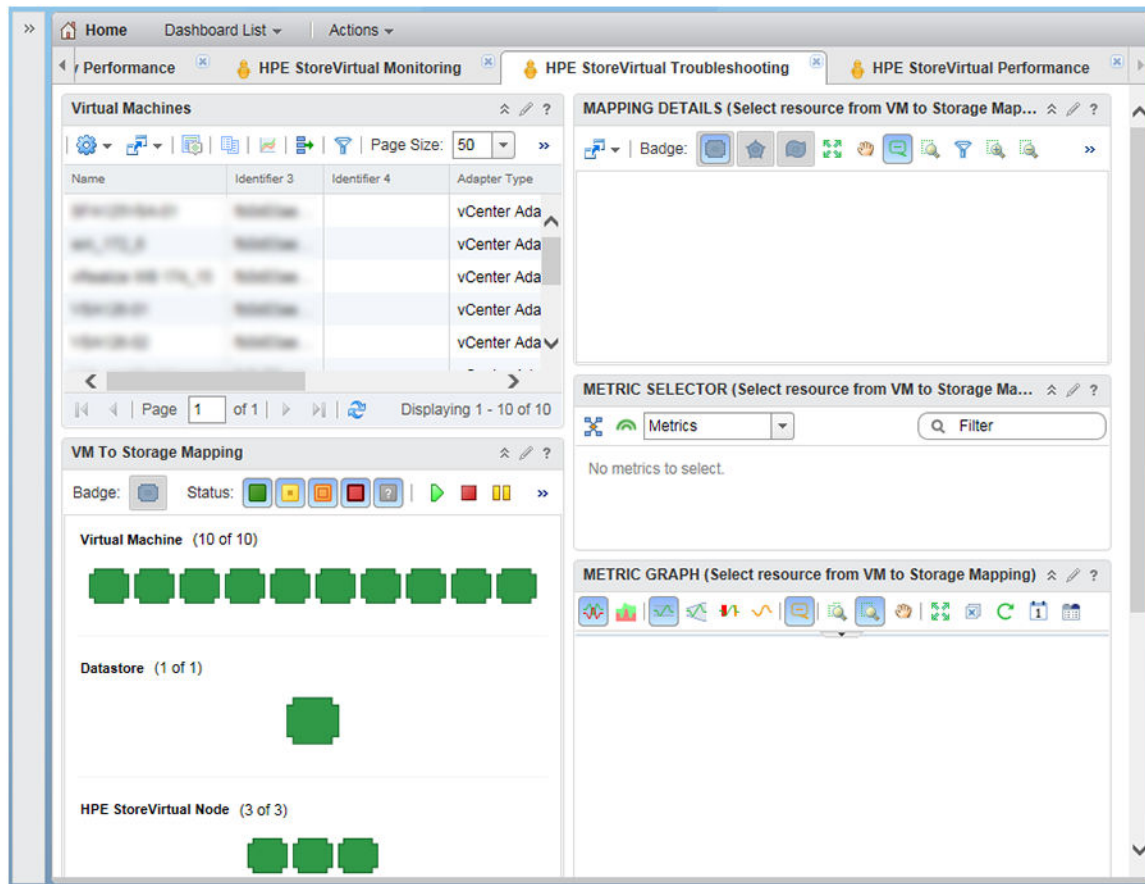 » Home Dashboard List Actions
y Performance HPE StoreVirtual Monitoring HPE StoreVirtual Troubleshooting HPE StoreVirtual Performance
Virtual Machines ?
Page Size: 50 »
Name Identifier 3 Identifier 4 Adapter Type
vCenter Ada
vCenter Ada
vCenter Ada
vCenter Ada
vCenter Ada
Page 1 of 1 Displaying 1 - 10 of 10
VM To Storage Mapping ?
Badge: Status: ? »
Virtual Machine (10 of 10)
Datastore (1 of 1)
HPE StoreVirtual Node (3 of 3)
MAPPING DETAILS (Select resource from VM to Storage Map... ?
Badge: »
METRIC SELECTOR (Select resource from VM to Storage Ma... ?
Metrics Filter
No metrics to select.
METRIC GRAPH (Select resource from VM to Storage Mapping) ?
1